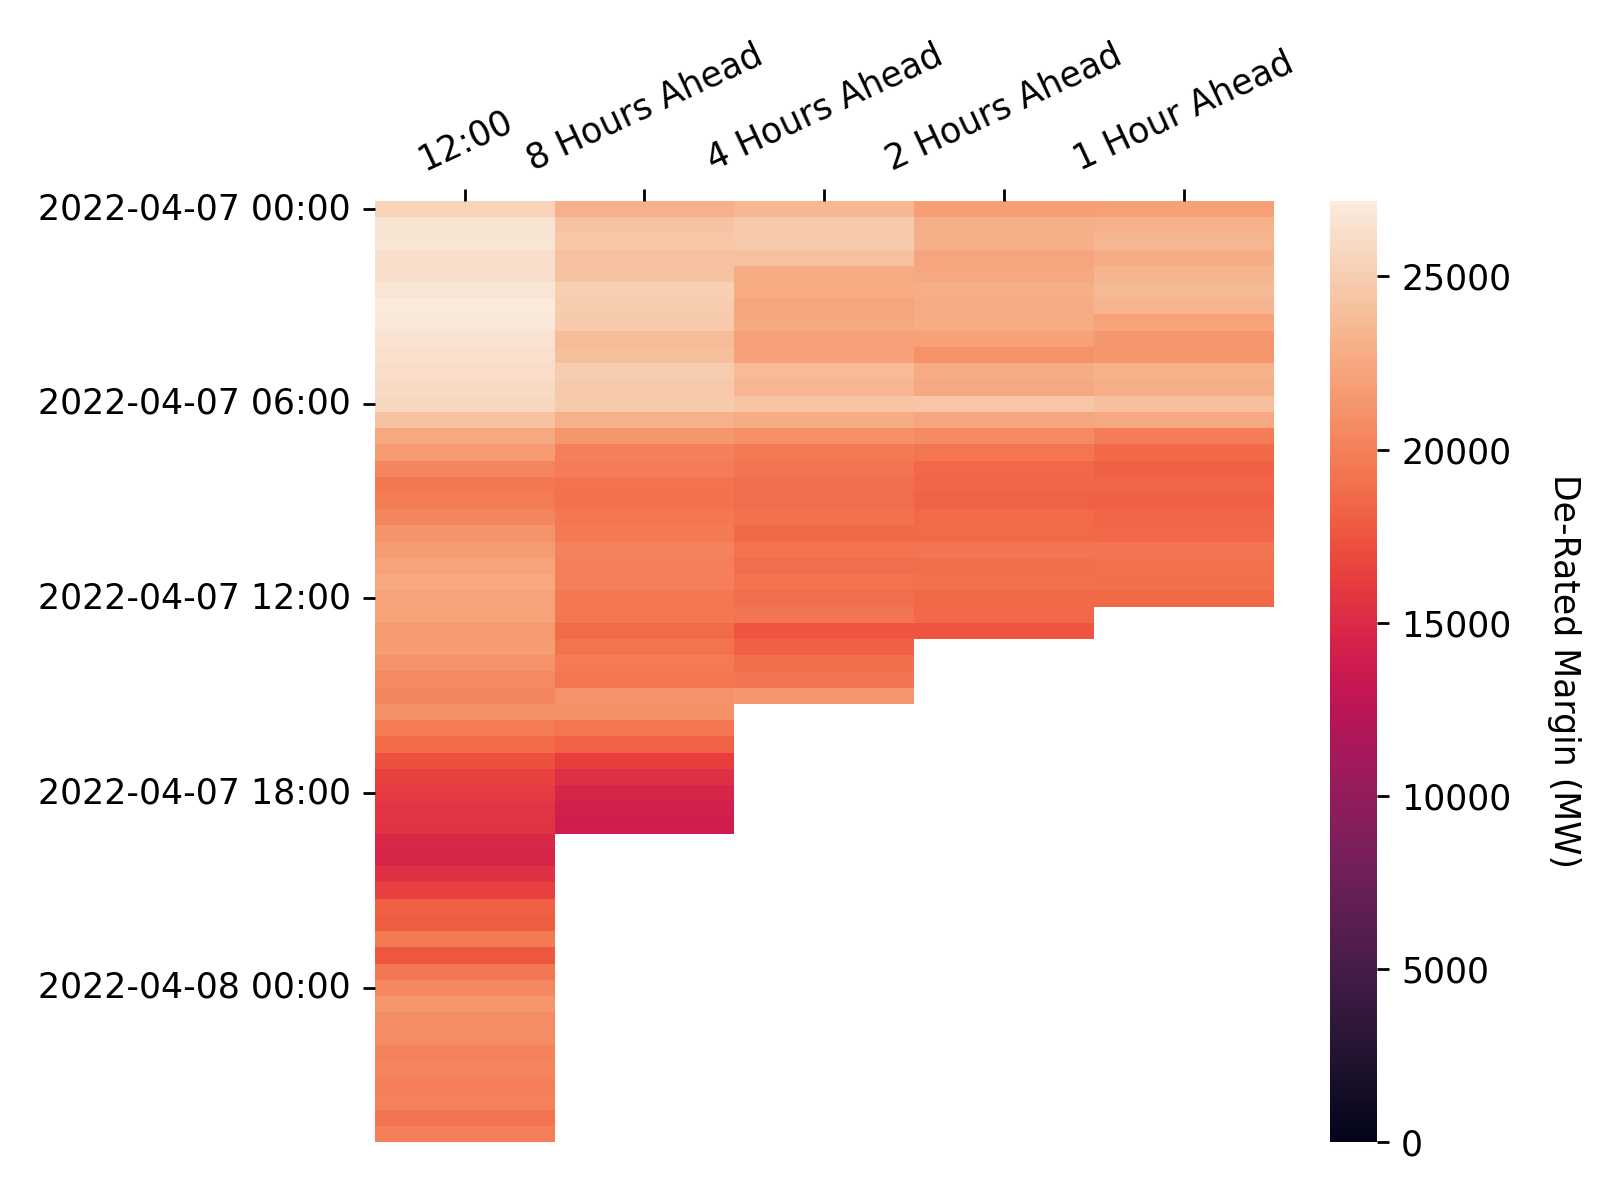 12:00
8 Hours Ahead
4 Hours Ahead
2 Hours Ahead
1 Hour Ahead
2022-04-07 00:00
2022-04-07 06:00
2022-04-07 12:00
2022-04-07 18:00
2022-04-08 00:00
25000
20000
15000
10000
5000
0
De-Rated Margin (MW)